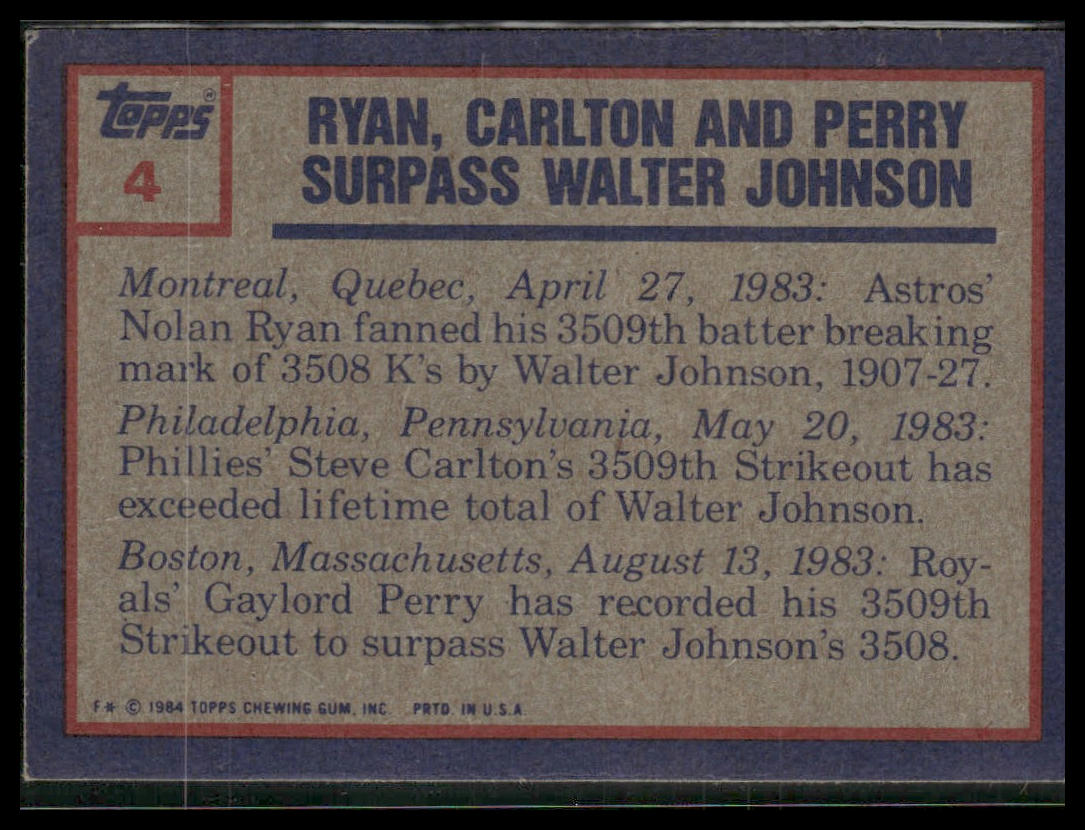 Topps®
4
RYAN, CARLTON AND PERRY
SURPASS WALTER JOHNSON
Montreal, Quebec, April 27, 1983: Astros'
Nolan Ryan fanned his 3509th batter breaking
mark of 3508 K's by Walter Johnson, 1907-27.
Philadelphia, Pennsylvania, May 20, 1983:
Phillies' Steve Carlton's 3509th Strikeout has
exceeded lifetime total of Walter Johnson.
Boston, Massachusetts, August 13, 1983: Roy-
als' Gaylord Perry has recorded his 3509th
Strikeout to surpass Walter Johnson's 3508.
F* © 1984 TOPPS CHEWING GUM, INC. PRTD. IN U.S.A.